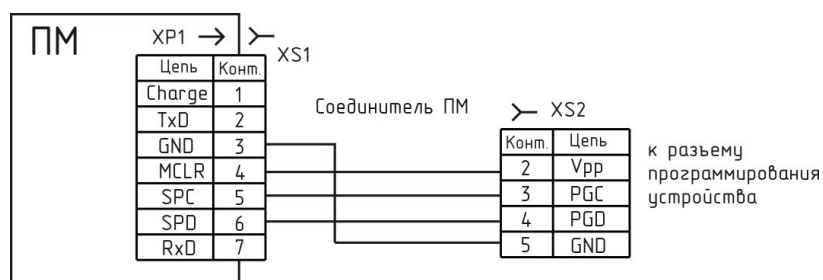 ПМ
XP1
XS1
Цепь Конт.
Charge 1
TxD 2
GND 3
MCLR 4
SPC 5
SPD 6
RxD 7
Соединитель ПМ
XS2
Конт. Цепь
2 Vpp
3 PGC
4 PGD
5 GND
к разъему
программирования
устройства